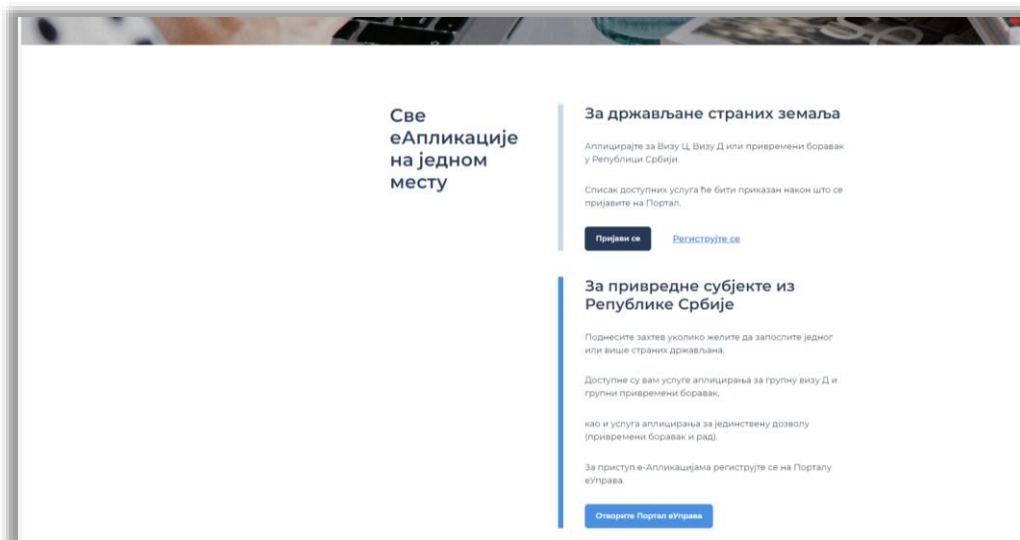 Све
еАпликације
на једном
месту
За држављане страних земаља
Аплицирајте за Визу Ц, Визу Д или привремени боравак
у Републици Србији.
Списак доступних услуга ће бити приказан након што се
пријавите на Портал.
Пријави се
Региструјте се
За привредне субјекте из
Републике Србије
Поднесите захтев уколико желите да запослите једног
или више страних држављана.
Доступне су вам услуге аплицирања за групну визу Д и
групни привремени боравак,
као и услуга аплицирања за јединствену дозволу
(привремени боравак и рад).
За приступ е-Апликацијама региструјте се на Порталу
еУправа.
Отворите Портал еУправа